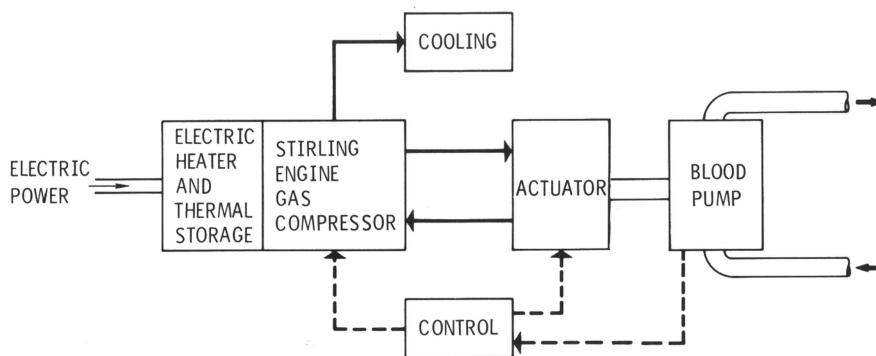 COOLING
ELECTRIC
POWER
ELECTRIC
HEATER
AND
THERMAL
STORAGE
STIRLING
ENGINE
GAS
COMPRESSOR
ACTUATOR
BLOOD
PUMP
CONTROL